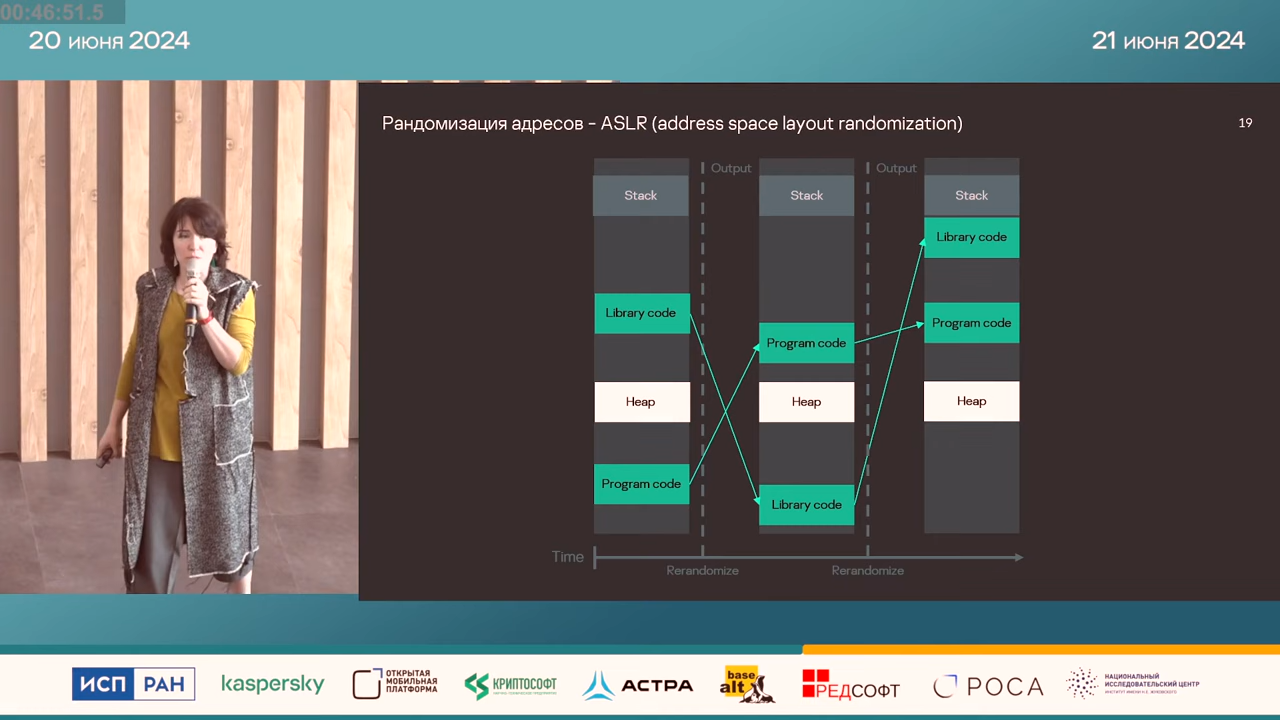 00:46:51.5
20 июня 2024
21 июня 2024
Рандомизация адресов - ASLR (address space layout randomization)
19
Output
Output
Stack
Stack
Stack
Library code
Library code
Program code
Program code
Heap
Heap
Heap
Program code
Library code
Time
Rerandomize
Rerandomize
ИСП РАН
kaspersky
ОТКРЫТАЯ
МОБИЛЬНАЯ
ПЛАТФОРМА
КРИПТОСОФТ
АСТРА
base
alt
РЕДСОФТ
РОСА
НАЦИОНАЛЬНЫЙ
ИССЛЕДОВАТЕЛЬСКИЙ ЦЕНТР